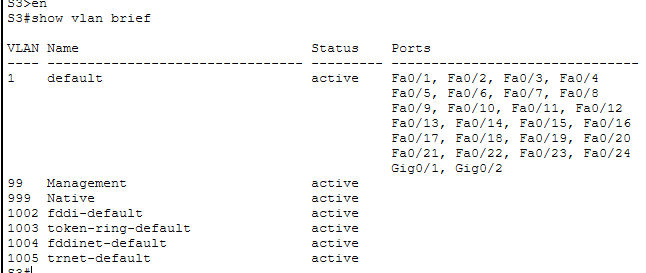 S3>en
S3#show vlan brief
VLAN Name                             Status    Ports
---- -------------------------------- --------- -------------------------------
1    default                          active    Fa0/1, Fa0/2, Fa0/3, Fa0/4
                                                Fa0/5, Fa0/6, Fa0/7, Fa0/8
                                                Fa0/9, Fa0/10, Fa0/11, Fa0/12
                                                Fa0/13, Fa0/14, Fa0/15, Fa0/16
                                                Fa0/17, Fa0/18, Fa0/19, Fa0/20
                                                Fa0/21, Fa0/22, Fa0/23, Fa0/24
                                                Gig0/1, Gig0/2
99   Management                       active
999  Native                           active
1002 fddi-default                     active
1003 token-ring-default               active
1004 fddinet-default                  active
1005 trnet-default                    active
S3#